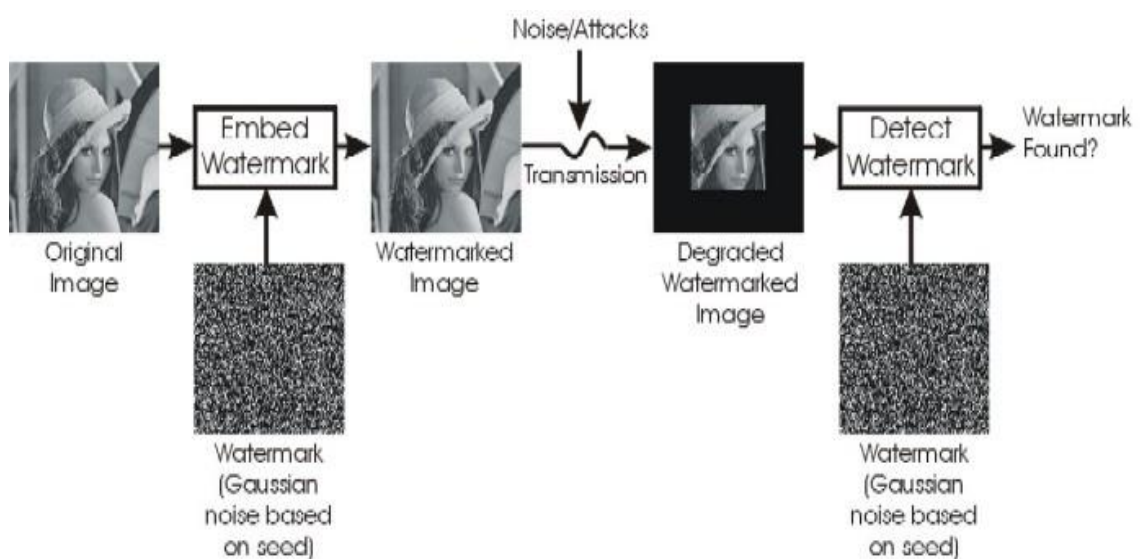 Noise/Attacks
Embed
Watermark
Detect
Watermark
Watermark
Found?
Transmission
Original
Image
Watermarked
Image
Degraded
Watermarked
Image
Watermark
(Gaussian
noise based
on seed)
Watermark
(Gaussian
noise based
on seed)